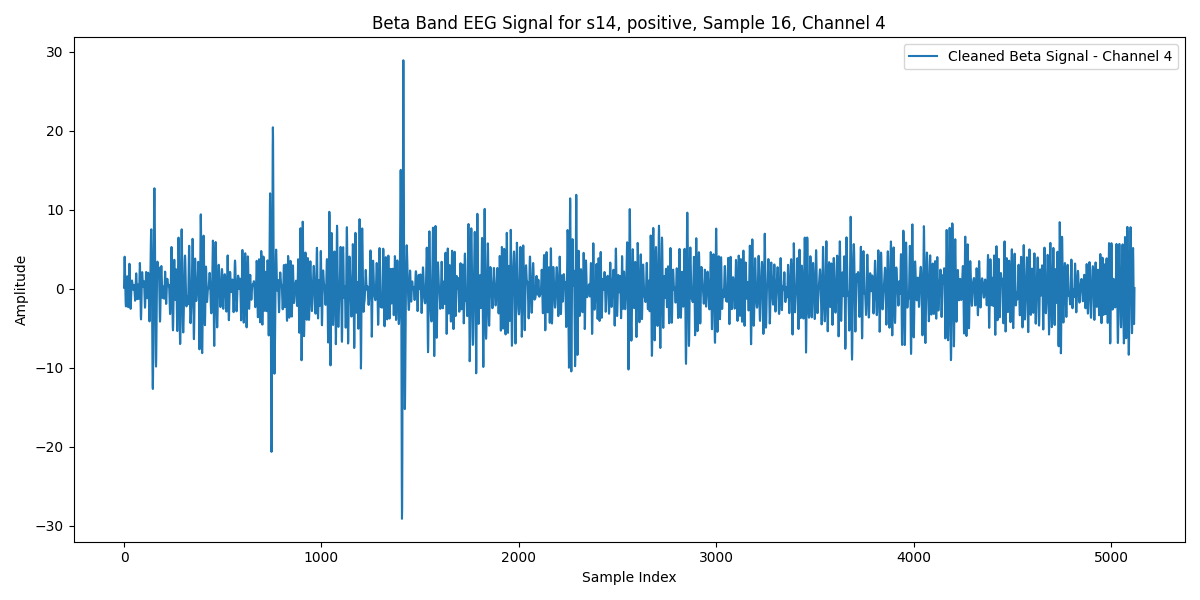 Beta Band EEG Signal for s14, positive, Sample 16, Channel 4
Cleaned Beta Signal - Channel 4
30
20
10
0
−10
−20
−30
Amplitude
0 1000 2000 3000 4000 5000
Sample Index